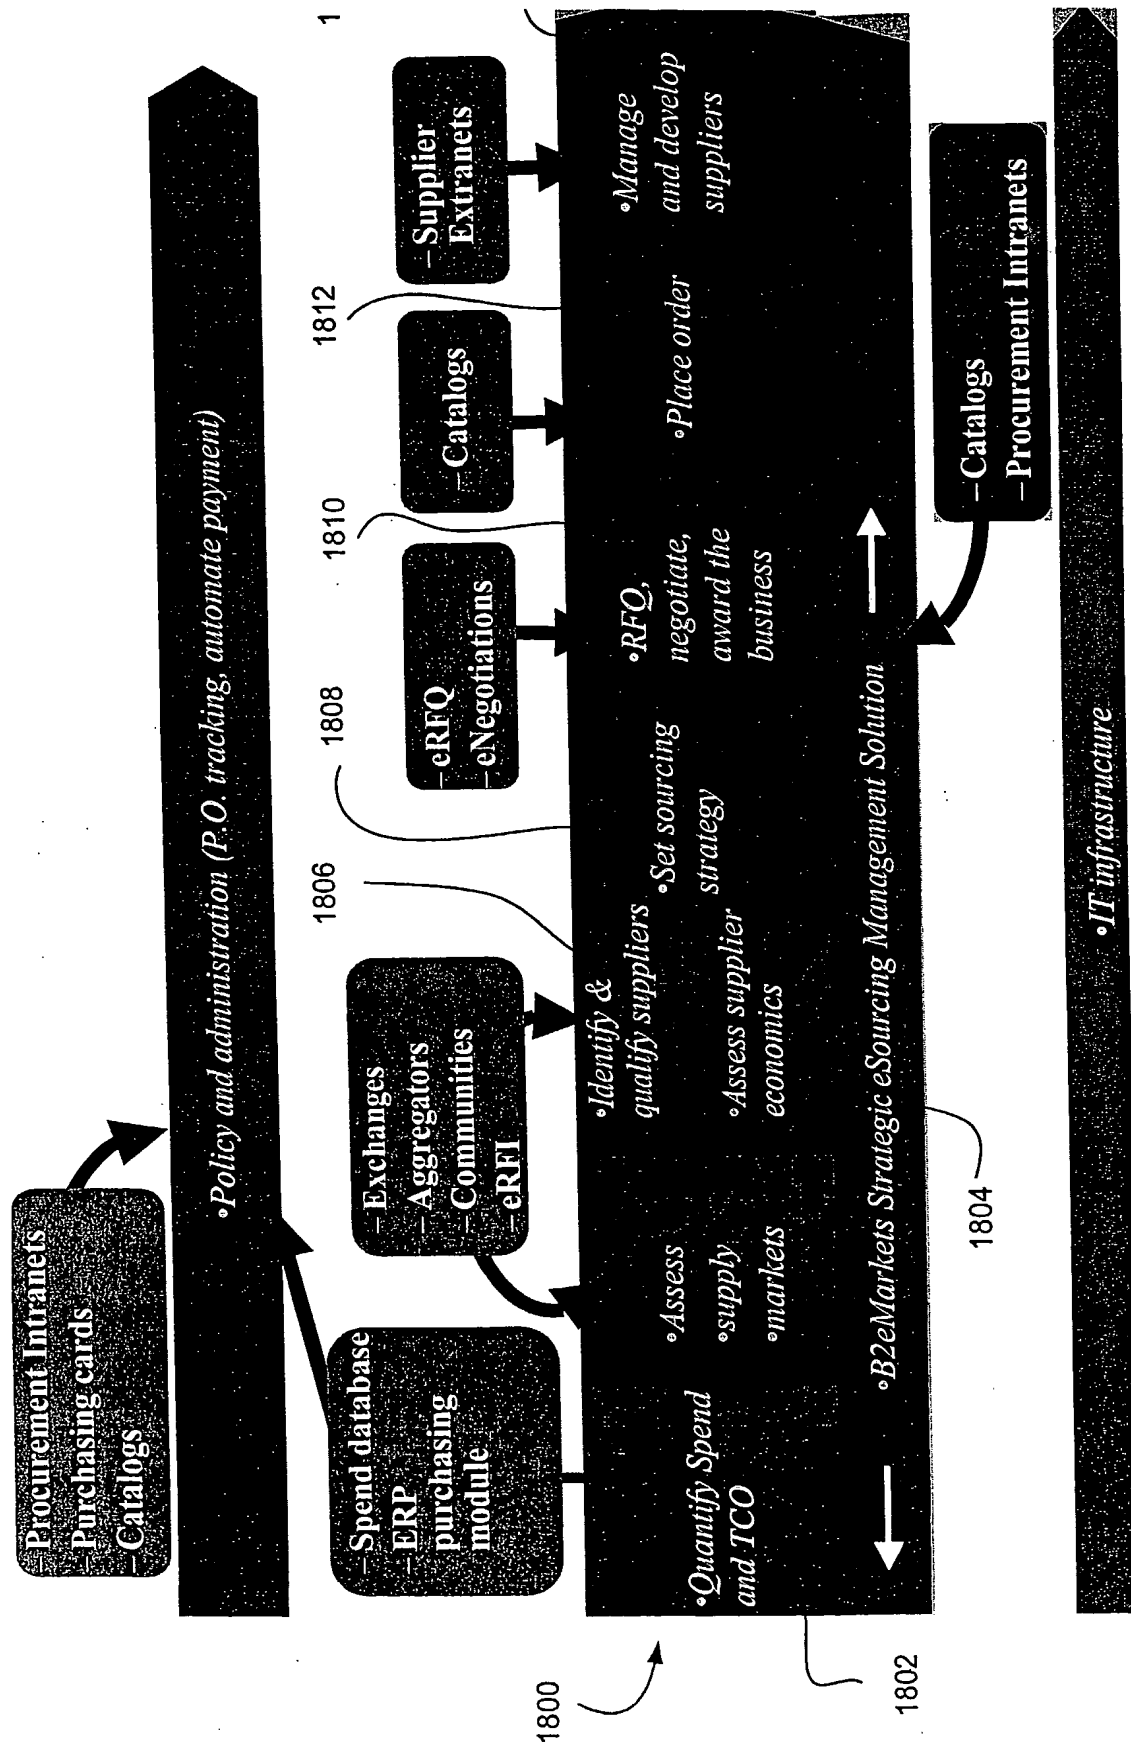 –Procurement Intranets
–Purchasing cards
–Catalogs
•Policy and administration (P.O. tracking, automate payment)
–Spend database
–ERP
purchasing
module
–Exchanges
–Aggregators
–Communities
–eRFI
–eRFQ
–eNegotiations
–Catalogs
–Supplier
Extranets
1806
1808
1810
1812
1
•Quantify Spend
and TCO
•Assess
•supply
•markets
•Identify &
qualify suppliers
•Assess supplier
economics
•Set sourcing
strategy
•RFQ,
negotiate,
award the
business
•Place order
•Manage
and develop
suppliers
•B2eMarkets Strategic eSourcing Management Solution
–Catalogs
–Procurement Intranets
1800
1802
1804
•IT infrastructure